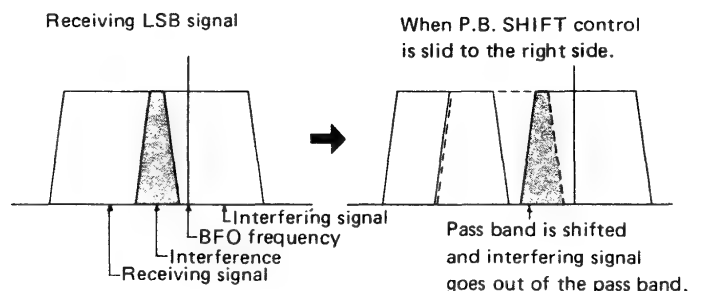 Receiving LSB signal
When P.B. SHIFT control
is slid to the right side.
Interfering signal
BFO frequency
Interference
Receiving signal
Pass band is shifted
and interfering signal
goes out of the pass band.